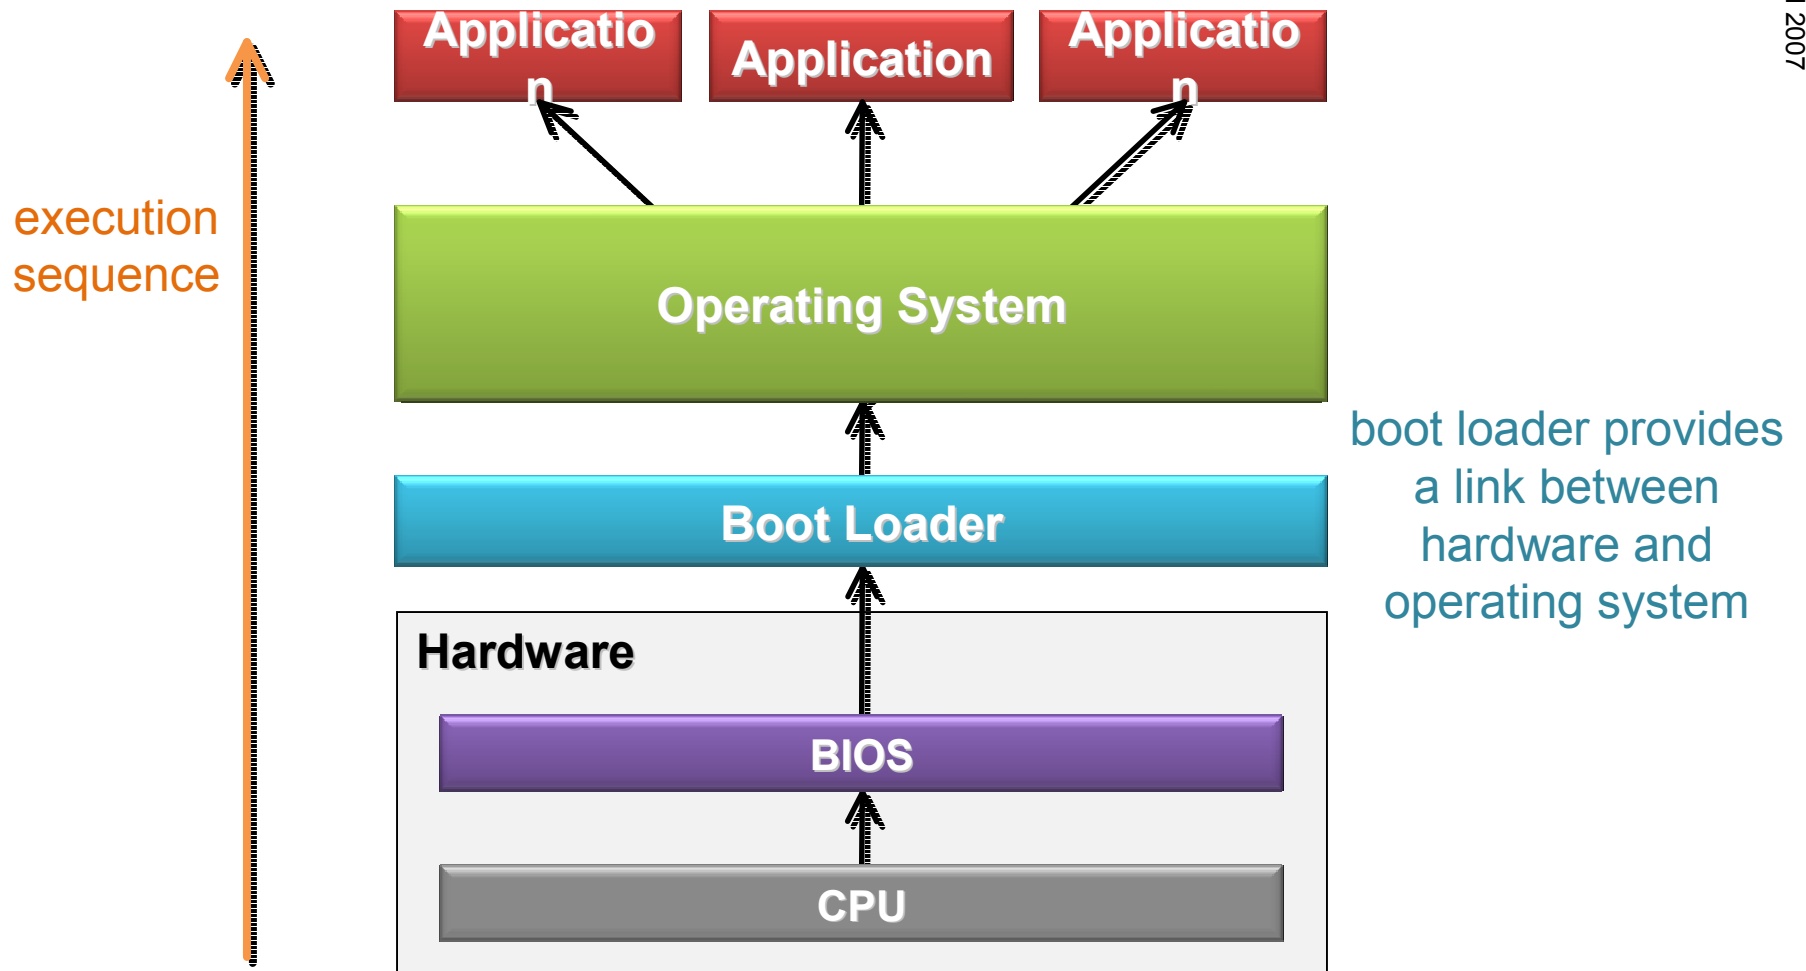 Applicatio
n
Application
Applicatio
n
execution
sequence
Operating System
boot loader provides
a link between
hardware and
operating system
Boot Loader
Hardware
BIOS
CPU
2007